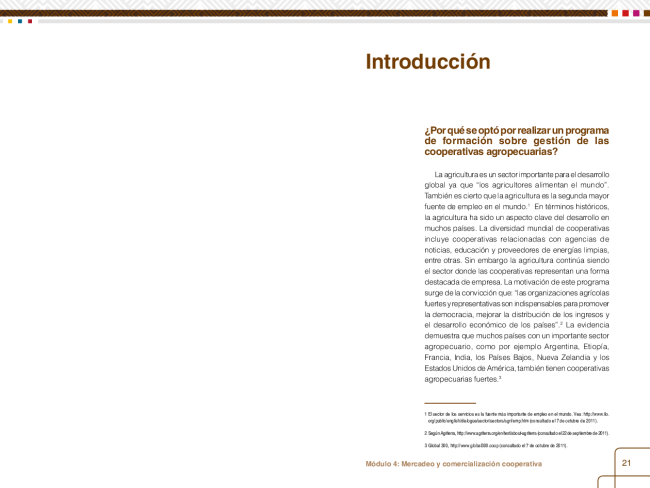 Introducción
¿Por qué se optó por realizar un programa
de formación sobre gestión de las
cooperativas agropecuarias?
La agricultura es un sector importante para el desarrollo
global ya que “los agricultores alimentan el mundo”.
También es cierto que la agricultura es la segunda mayor
fuente de empleo en el mundo.1 En términos históricos,
la agricultura ha sido un aspecto clave del desarrollo en
muchos países. La diversidad mundial de cooperativas
incluye cooperativas relacionadas con agencias de
noticias, educación y proveedores de energías limpias,
entre otras. Sin embargo la agricultura continúa siendo
el sector donde las cooperativas representan una forma
destacada de empresa. La motivación de este programa
surge de la convicción que: “las organizaciones agrícolas
fuertes y representativas son indispensables para promover
la democracia, mejorar la distribución de los ingresos y
el desarrollo económico de los países”.2 La evidencia
demuestra que muchos países con un importante sector
agropecuario, como por ejemplo Argentina, Etiopía,
Francia, India, los Países Bajos, Nueva Zelandia y los
Estados Unidos de América, también tienen cooperativas
agropecuarias fuertes.3
1 El sector de los servicios es la fuente más importante de empleo en el mundo. Vea: http://www.ilo.
org/public/english/dialogue/sector/sectors/agri/emp.htm (consultado el 7 de octubre de 2011).
2 Según Agriterra, http://www.agriterra.org/en/text/about-agriterra (consultado el 22 de septiembre de 2011).
3 Global 300, http://www.global300.coop (consultado el 7 de octubre de 2011).
Módulo 4: Mercadeo y comercialización cooperativa
21